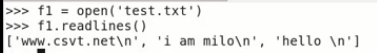 >>> f1 = open('test.txt')
>>> f1.readlines()
['www.csvt.net\n', 'i am milo\n', 'hello \n']